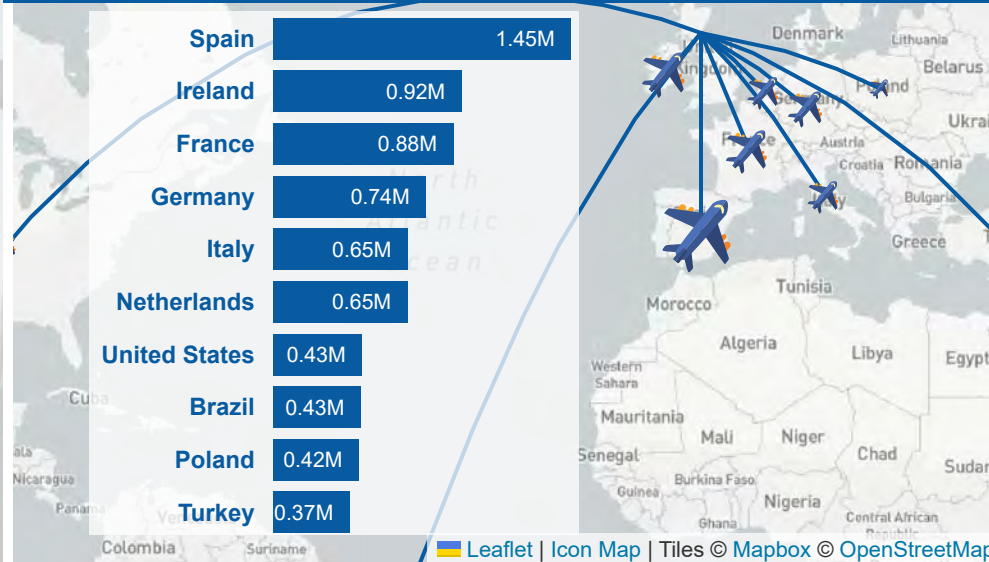 Spain 1.45M
Ireland 0.92M
France 0.88M
Germany 0.74M
Italy 0.65M
Netherlands 0.65M
United States 0.43M
Brazil 0.43M
Poland 0.42M
Turkey 0.37M
Denmark
Lithuania
Belarus
Austria
Croatia
Romania
Bulgaria
Greece
Tunisia
Morocco
Algeria
Libya
Egypt
Western
Sahara
Mauritania
Mali
Niger
Chad
Sudan
Senegal
Burkina Faso
Guinea
Nigeria
Ghana
Central African
Republic
North
Atlantic
Ocean
Cuba
Nicaragua
Panama
Colombia
Suriname
Leaflet | Icon Map | Tiles © Mapbox © OpenStreetMap